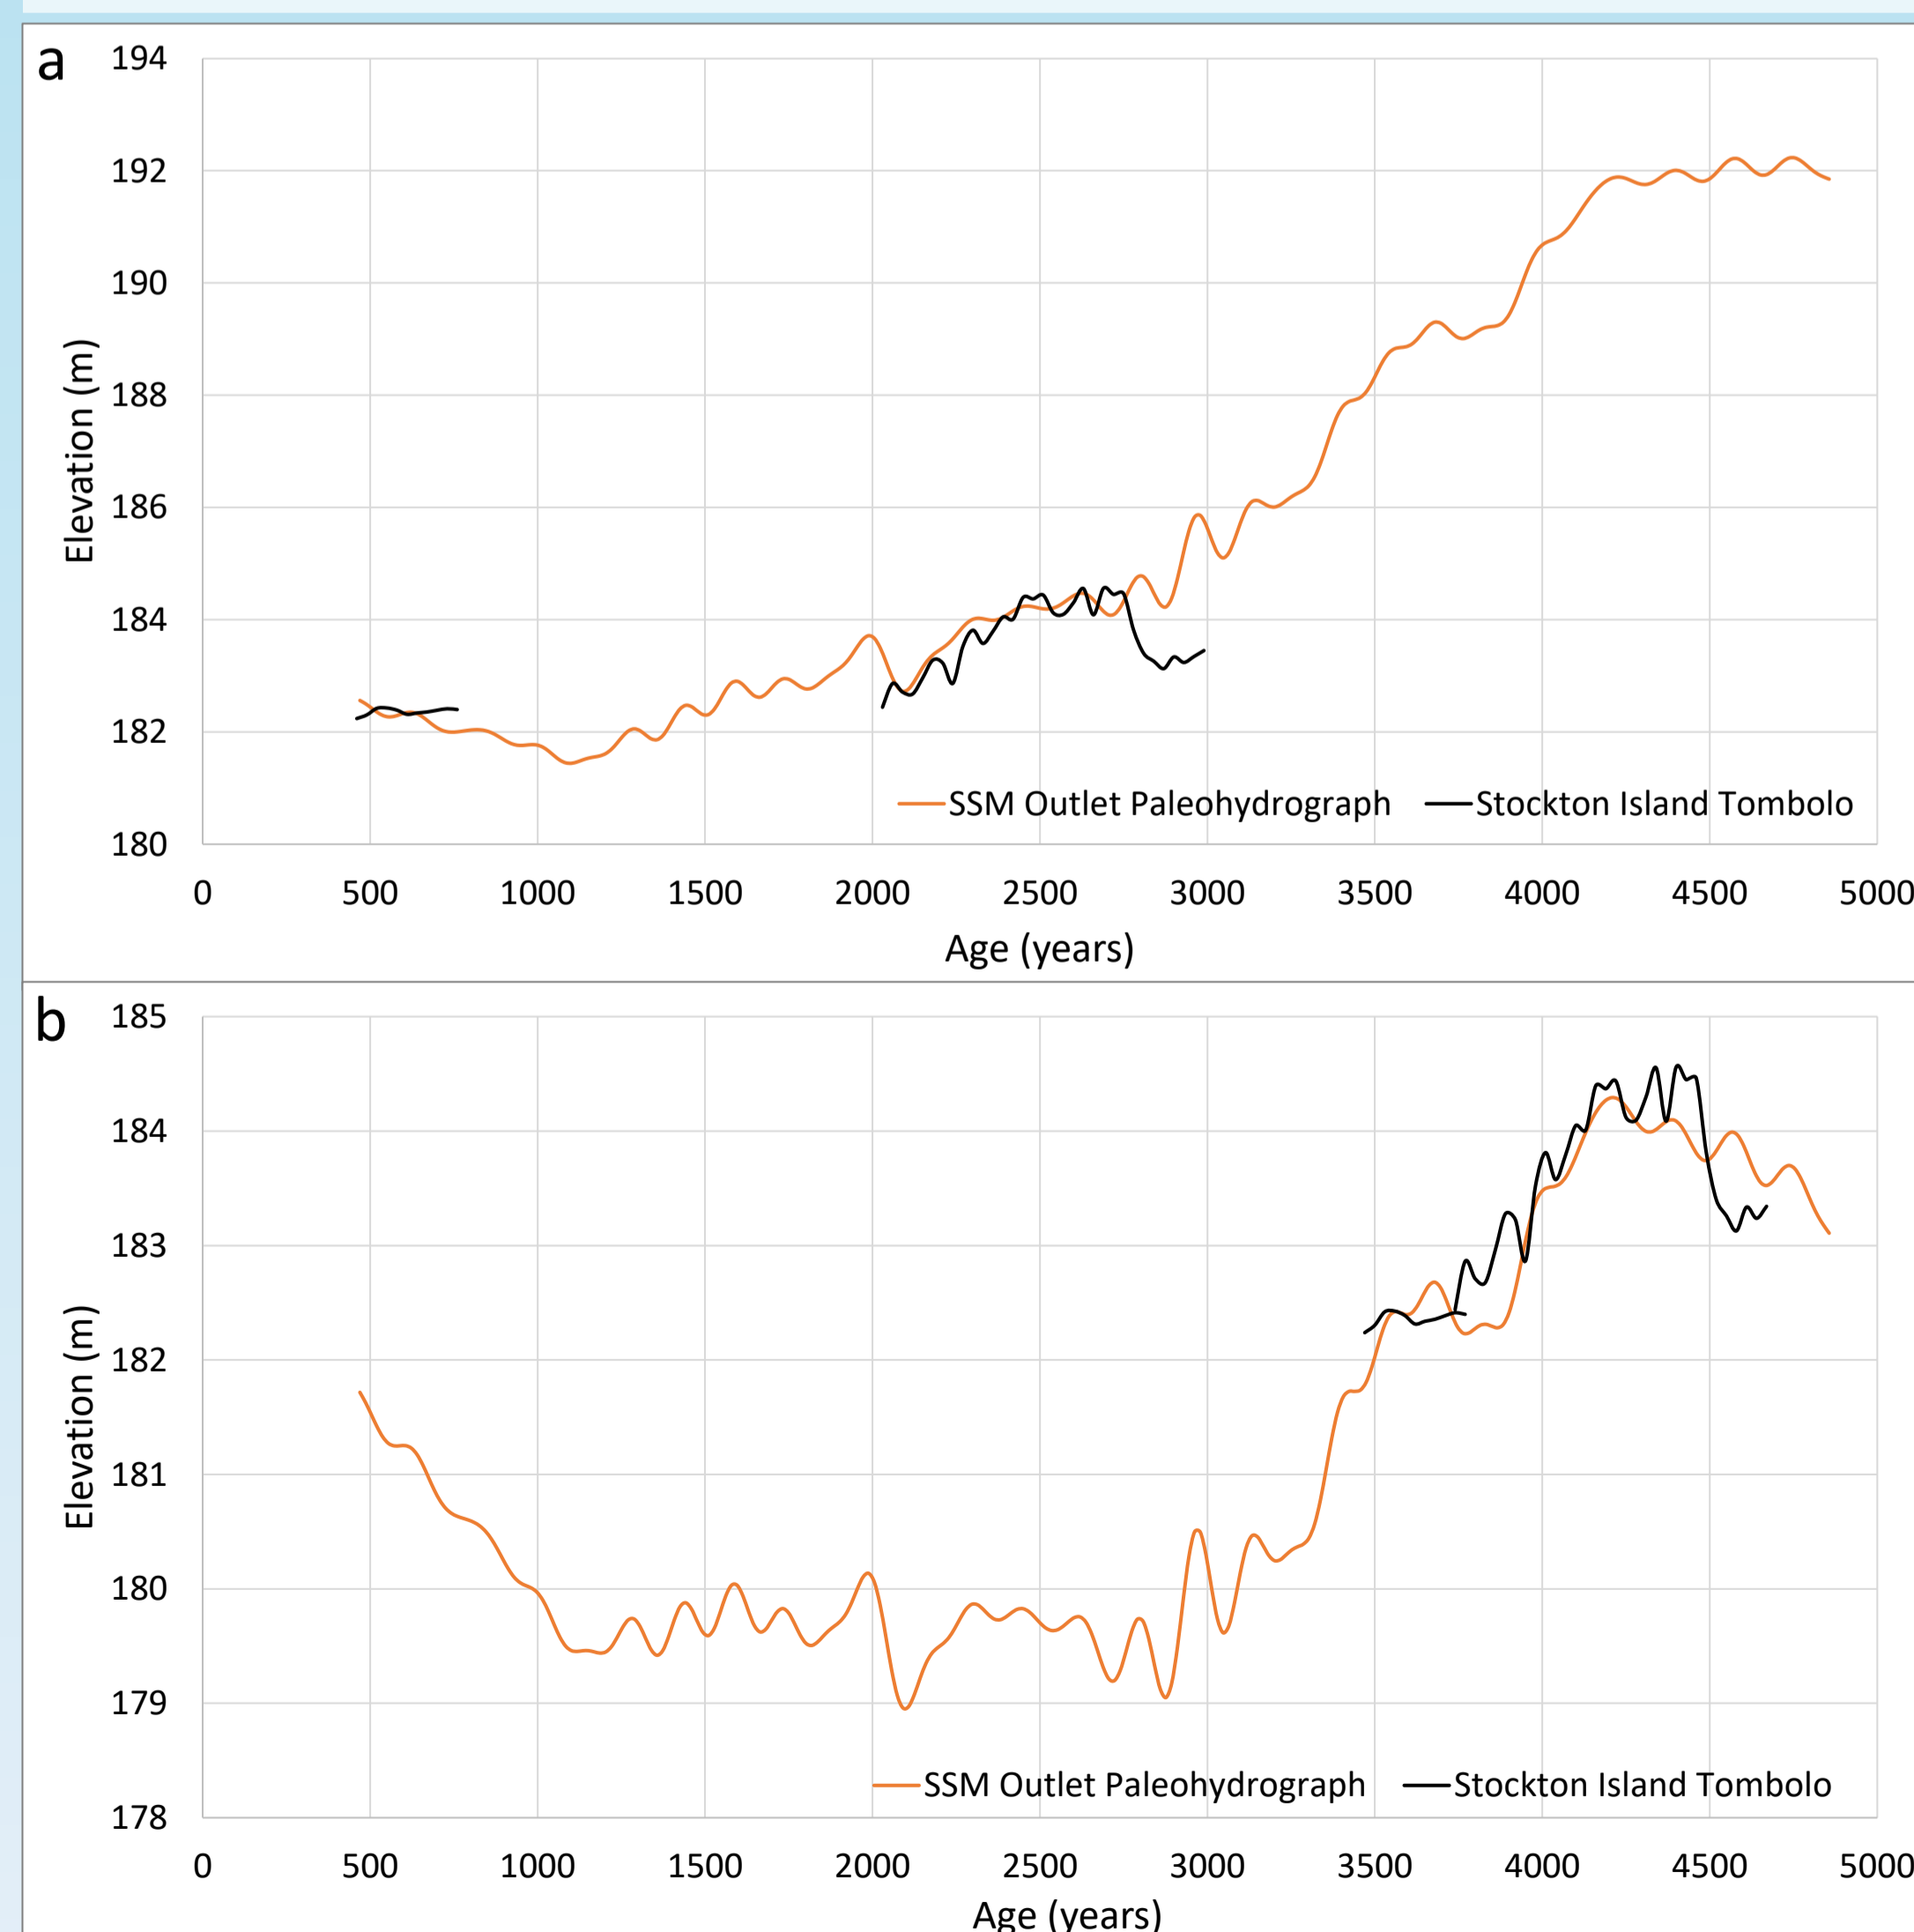 a
194
192
190
188
186
184
182
180
Elevation (m)
SSM Outlet Paleohydrograph Stockton Island Tombolo
0 500 1000 1500 2000 2500 3000 3500 4000 4500 5000
Age (years)
b
185
184
183
182
181
180
179
178
Elevation (m)
SSM Outlet Paleohydrograph Stockton Island Tombolo
0 500 1000 1500 2000 2500 3000 3500 4000 4500 5000
Age (years)